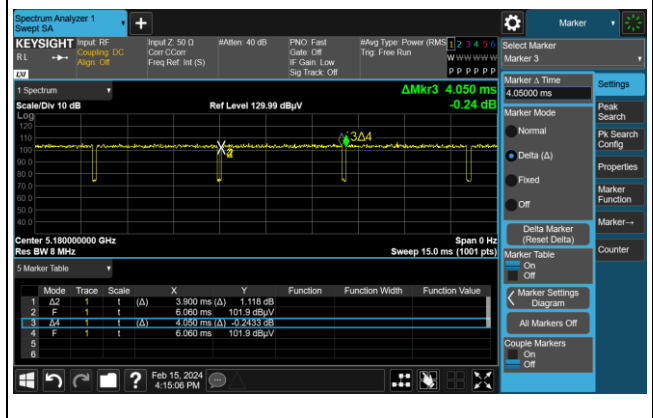 Spectrum Analyzer 1
Swept SA
Marker
KEYSIGHT
RL
Input: RF
Coupling: DC
Align: Off
Input Z: 50 Ω
Corr CCorr
Freq Ref: Int (S)
#Atten: 40 dB
PNO: Fast
Gate: Off
IF Gain: Low
Sig Track: Off
#Avg Type: Power (RMS
Trig: Free Run
1 2 3 4 5 6
W W W W W W
P P P P P P
LXI
Select Marker
Marker 3
1 Spectrum
ΔMkr3 4.050 ms
-0.24 dB
Scale/Div 10 dB
Ref Level 129.99 dBµV
Log
120
110
100
90.0
80.0
70.0
60.0
50.0
40.0
3Δ4
Center 5.180000000 GHz
Res BW 8 MHz
Span 0 Hz
Sweep 15.0 ms (1001 pts)
5 Marker Table
Mode Trace Scale X Y Function Function Width Function Value
1 Δ2 1 t (Δ) 3.900 ms (Δ) 1.118 dB
2 F 1 t 6.060 ms 101.9 dBµV
3 Δ4 1 t (Δ) 4.050 ms (Δ) -0.2433 dB
4 F 1 t 6.060 ms 101.9 dBµV
5
6
Marker Δ Time
4.05000 ms
Marker Mode
Normal
Delta (Δ)
Fixed
Off
Delta Marker
(Reset Delta)
Marker Table
On
Off
Marker Settings
Diagram
All Markers Off
Couple Markers
On
Off
Settings
Peak
Search
Pk Search
Config
Properties
Marker
Function
Marker→
Counter
Feb 15, 2024
4:15:06 PM